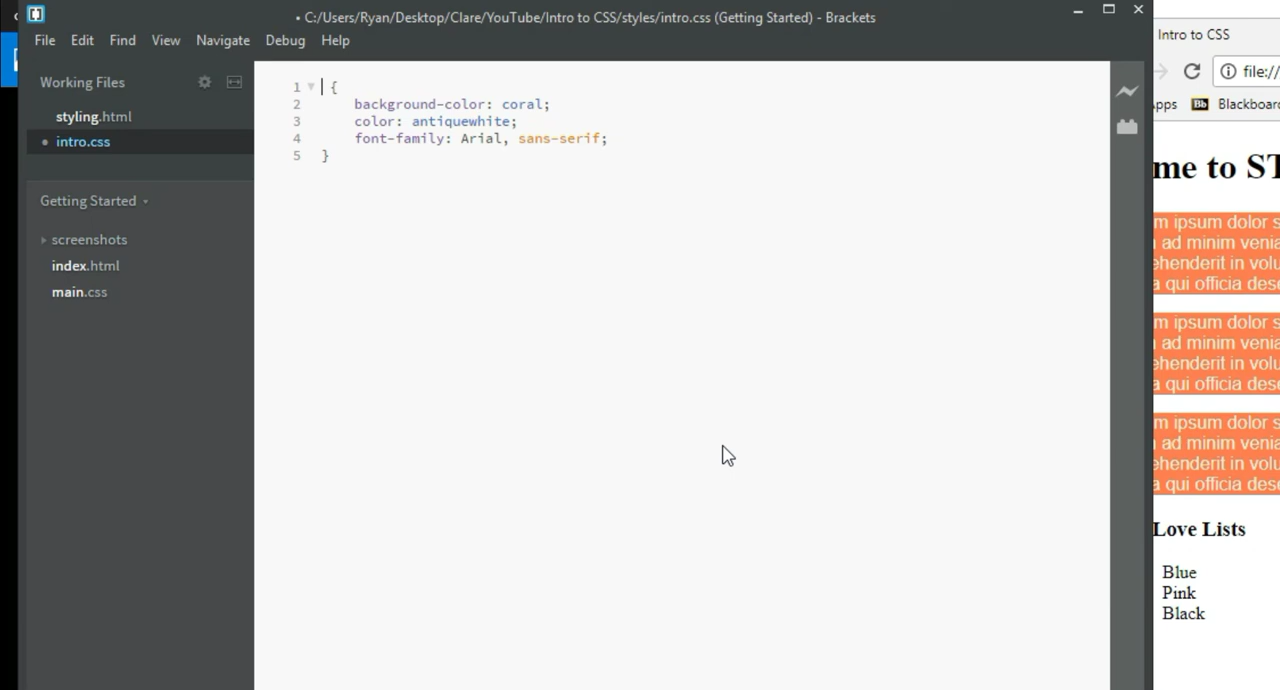 • C:/Users/Ryan/Desktop/Clare/YouTube/Intro to CSS/styles/intro.css (Getting Started) - Brackets
File Edit Find View Navigate Debug Help
Working Files
styling.html
• intro.css
Getting Started
screenshots
index.html
main.css
1 {
2 background-color: coral;
3 color: antiquewhite;
4 font-family: Arial, sans-serif;
5 }
Intro to CSS
file://
Apps Bb Blackboard
me to
m ipsum dolor s
ad minim venia
ehenderit in volu
a qui officia dese
m ipsum dolor s
ad minim venia
ehenderit in volu
a qui officia dese
m ipsum dolor s
ad minim venia
ehenderit in volu
a qui officia dese
Love Lists
Blue
Pink
Black